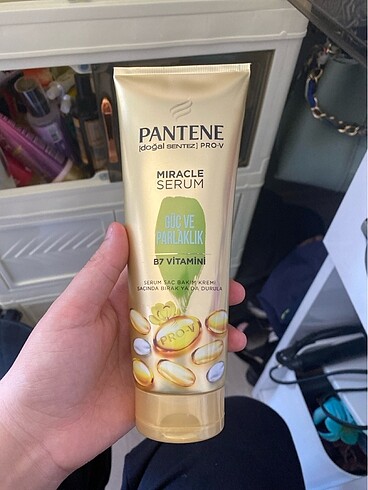 PANTENE
[doğal SENTEZ] PRO-V
MIRACLE
SERUM
GÜÇ VE
PARLAKLIK
B7 VİTAMİNİ
SERUM SAÇ BAKIM KREMİ
SAÇINDA BIRAK YA DA DURULA
PRO-V